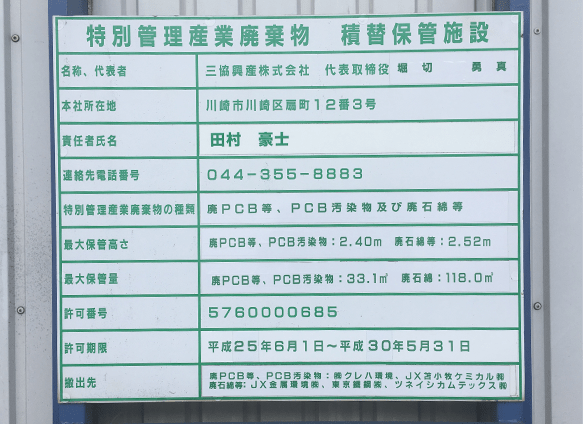 特別管理産業廃棄物 積替保管施設
名称、代表者 三協興産株式会社 代表取締役 堀切 勇真
本社所在地 川崎市川崎区扇町12番3号
責任者氏名 田村 豪士
連絡先電話番号 044-355-8883
特別管理産業廃棄物の種類 廃PCB等、PCB汚染物及び廃石綿等
最大保管高さ 廃PCB等、PCB汚染物:2.40m 廃石綿等:2.52m
最大保管量 廃PCB等、PCB汚染物:33.1㎥ 廃石綿:118.0㎥
許可番号 5760000685
許可期限 平成25年6月1日〜平成30年5月31日
搬出先 廃PCB等、PCB汚染物:㈱クレハ環境、JX苫小牧ケミカル㈱
廃石綿等:JX金属環境㈱、東京鐵鋼㈱、ツネイシカムテックス㈱